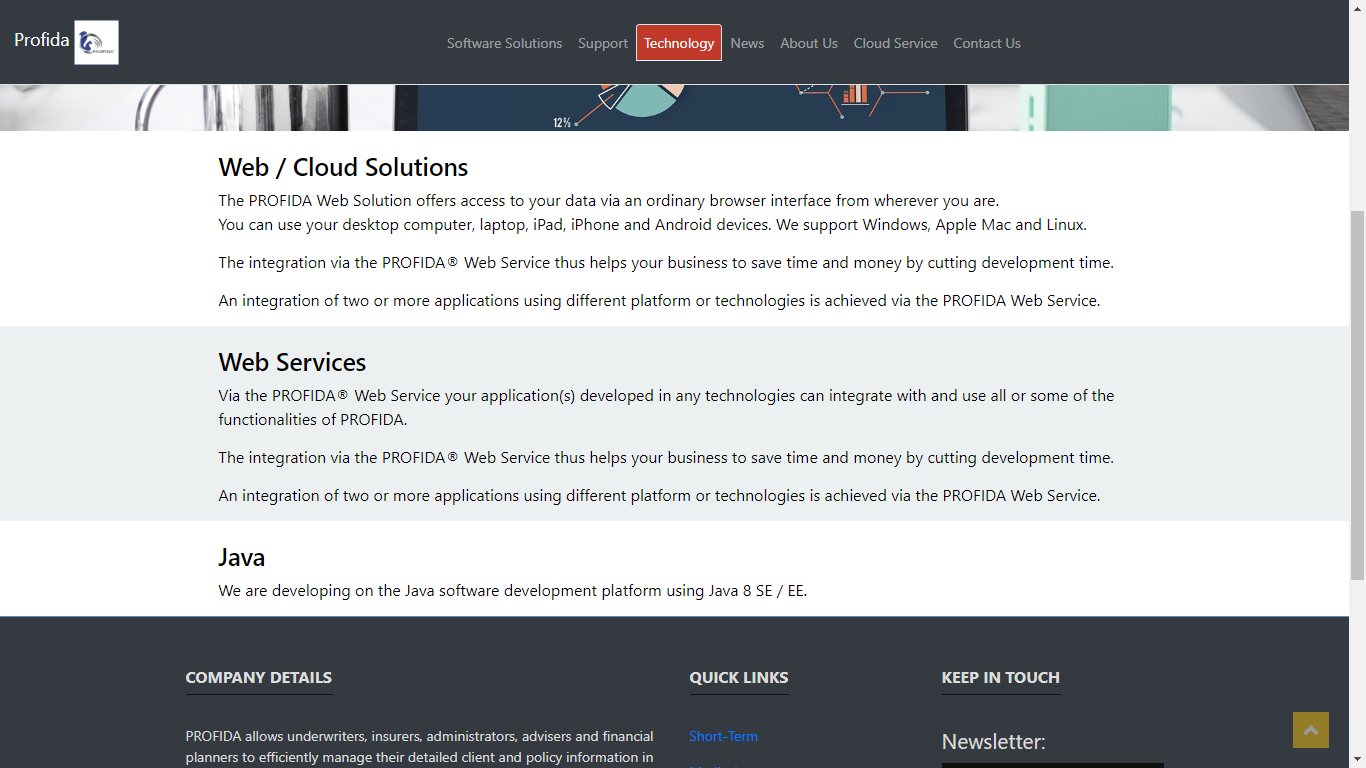 Profida
PROFIDA
Software Solutions
Support
Technology
News
About Us
Cloud Service
Contact Us
12%
Web / Cloud Solutions
The PROFIDA Web Solution offers access to your data via an ordinary browser interface from wherever you are.
You can use your desktop computer, laptop, iPad, iPhone and Android devices. We support Windows, Apple Mac and Linux.
The integration via the PROFIDA® Web Service thus helps your business to save time and money by cutting development time.
An integration of two or more applications using different platform or technologies is achieved via the PROFIDA Web Service.
Web Services
Via the PROFIDA® Web Service your application(s) developed in any technologies can integrate with and use all or some of the
functionalities of PROFIDA.
The integration via the PROFIDA® Web Service thus helps your business to save time and money by cutting development time.
An integration of two or more applications using different platform or technologies is achieved via the PROFIDA Web Service.
Java
We are developing on the Java software development platform using Java 8 SE / EE.
COMPANY DETAILS
PROFIDA allows underwriters, insurers, administrators, advisers and financial
planners to efficiently manage their detailed client and policy information in
QUICK LINKS
Short-Term
KEEP IN TOUCH
Newsletter: